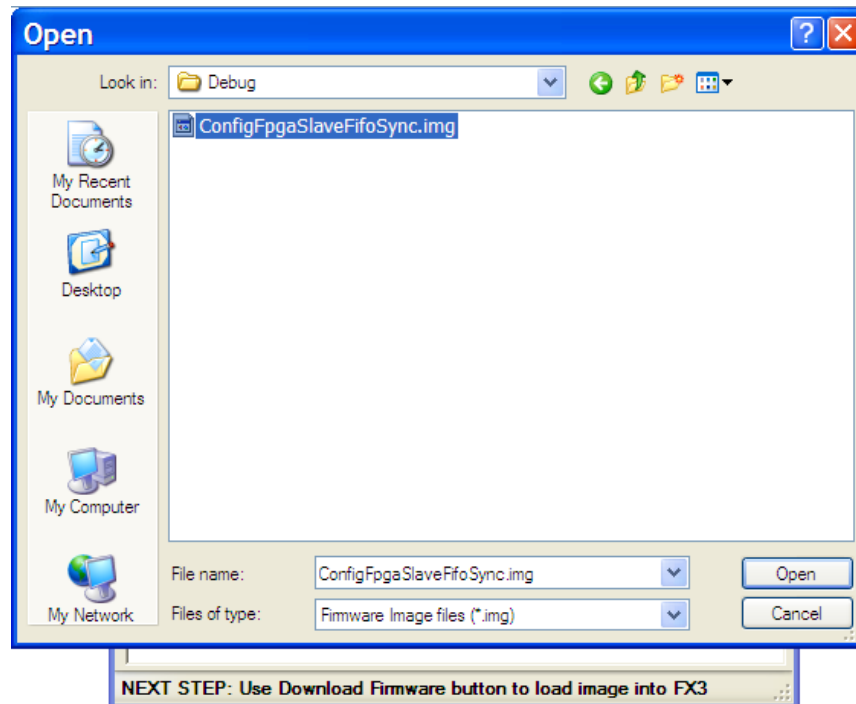 Open
Look in:
Debug
ConfigFpgaSlaveFifoSync.img
My Recent
Documents
Desktop
My Documents
My Computer
My Network
File name:
ConfigFpgaSlaveFifoSync.img
Open
Files of type:
Firmware Image files (*.img)
Cancel
NEXT STEP: Use Download Firmware button to load image into FX3